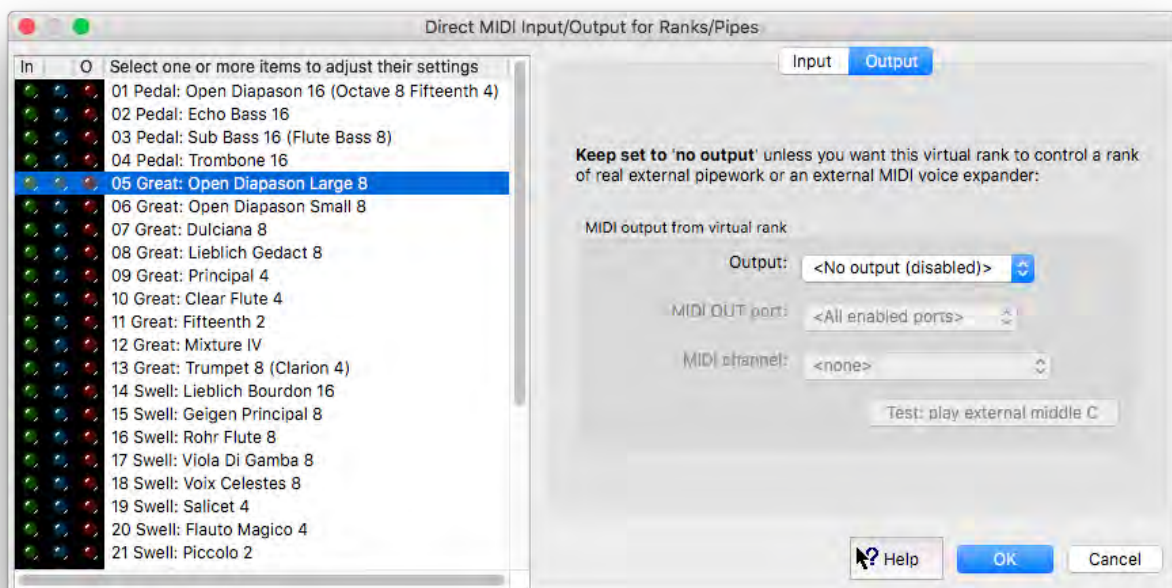 Direct MIDI Input/Output for Ranks/Pipes
In O Select one or more items to adjust their settings
01 Pedal: Open Diapason 16 (Octave 8 Fifteenth 4)
02 Pedal: Echo Bass 16
03 Pedal: Sub Bass 16 (Flute Bass 8)
04 Pedal: Trombone 16
05 Great: Open Diapason Large 8
06 Great: Open Diapason Small 8
07 Great: Dulciana 8
08 Great: Lieblich Gedact 8
09 Great: Principal 4
10 Great: Clear Flute 4
11 Great: Fifteenth 2
12 Great: Mixture IV
13 Great: Trumpet 8 (Clarion 4)
14 Swell: Lieblich Bourdon 16
15 Swell: Geigen Principal 8
16 Swell: Rohr Flute 8
17 Swell: Viola Di Gamba 8
18 Swell: Voix Celestes 8
19 Swell: Salicet 4
20 Swell: Flauto Magico 4
21 Swell: Piccolo 2
Input Output
Keep set to 'no output' unless you want this virtual rank to control a rank
of real external pipework or an external MIDI voice expander:
MIDI output from virtual rank
Output: <No output (disabled)>
MIDI OUT port: <All enabled ports>
MIDI channel: <none>
Test: play external middle C
? Help OK Cancel